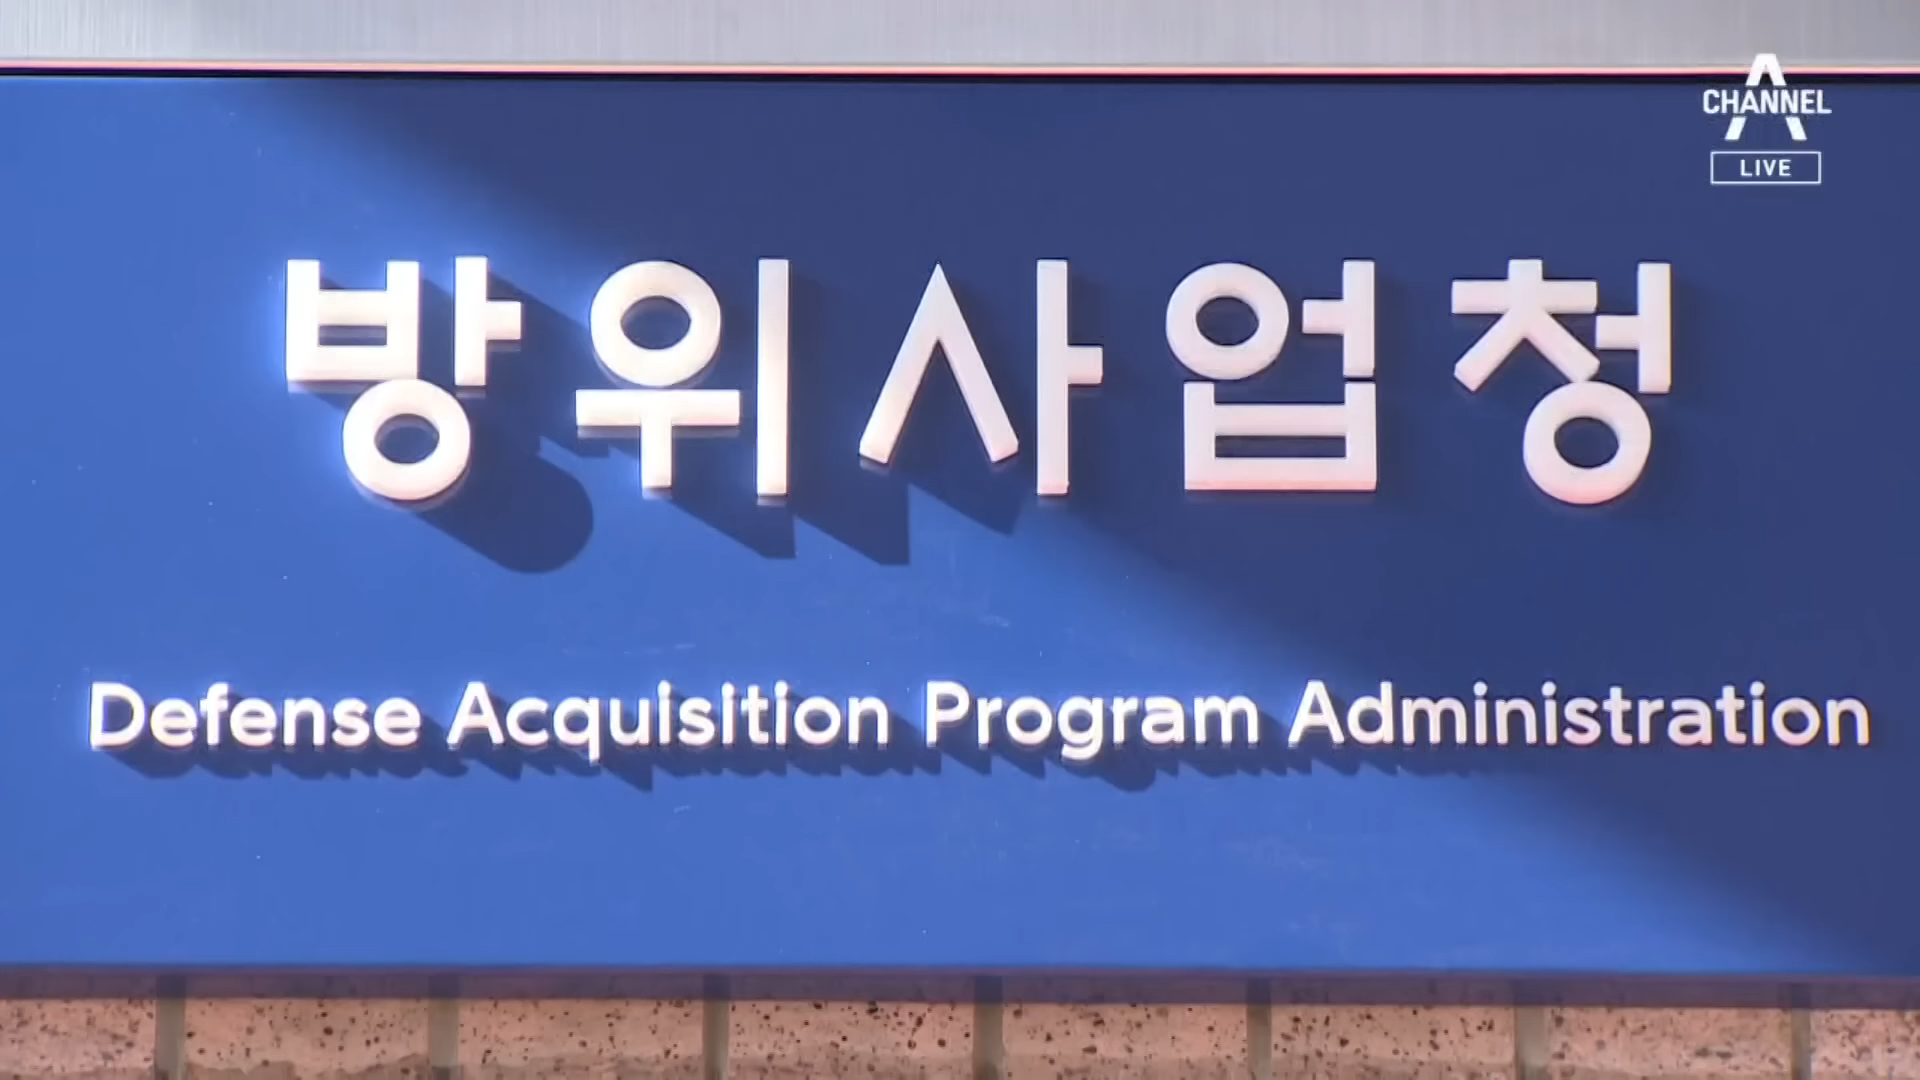 CHANNEL A
LIVE
방위사업청
Defense Acquisition Program Administration